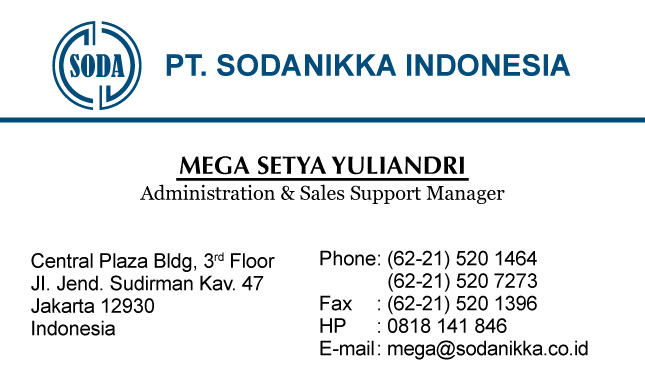 SODA
PT. SODANIKKA INDONESIA
MEGA SETYA YULIANDRI
Administration & Sales Support Manager
Central Plaza Bldg, 3rd Floor
Jl. Jend. Sudirman Kav. 47
Jakarta 12930
Indonesia
Phone: (62-21) 520 1464
(62-21) 520 7273
Fax : (62-21) 520 1396
HP : 0818 141 846
E-mail: mega@sodanikka.co.id